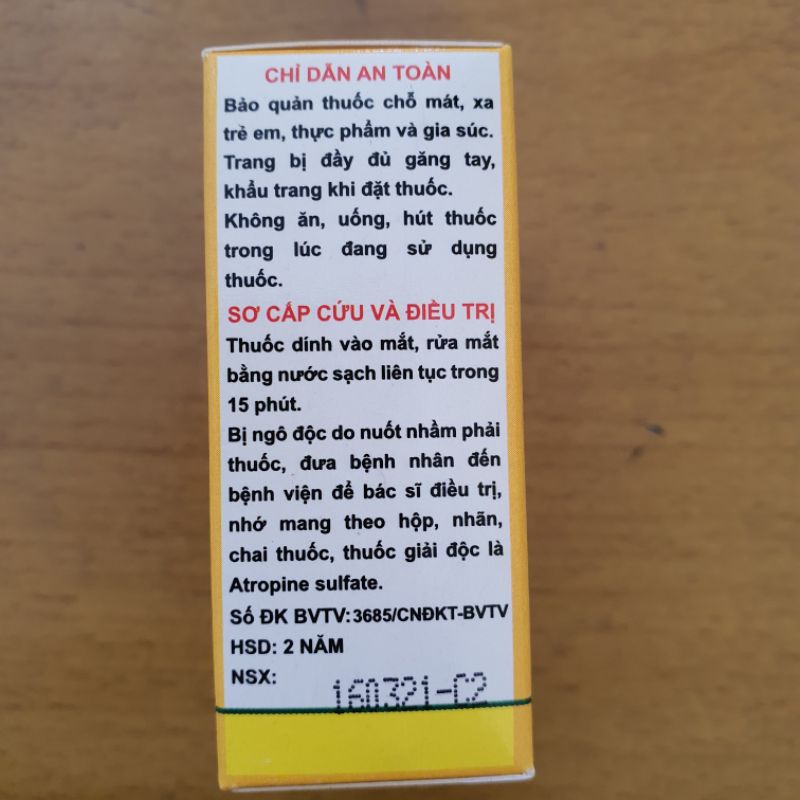 CHỈ DẪN AN TOÀN
Bảo quản thuốc chỗ mát, xa
trẻ em, thực phẩm và gia súc.
Trang bị đầy đủ găng tay,
khẩu trang khi đặt thuốc.
Không ăn, uống, hút thuốc
trong lúc đang sử dụng
thuốc.
SƠ CẤP CỨU VÀ ĐIỀU TRỊ
Thuốc dính vào mắt, rửa mắt
bằng nước sạch liên tục trong
15 phút.
Bị ngô độc do nuốt nhầm phải
thuốc, đưa bệnh nhân đến
bệnh viện để bác sĩ điều trị,
nhớ mang theo hộp, nhãn,
chai thuốc, thuốc giải độc là
Atropine sulfate.
Số ĐK BVTV: 3685/CNĐKT-BVTV
HSD: 2 NĂM
NSX: 160321-C2